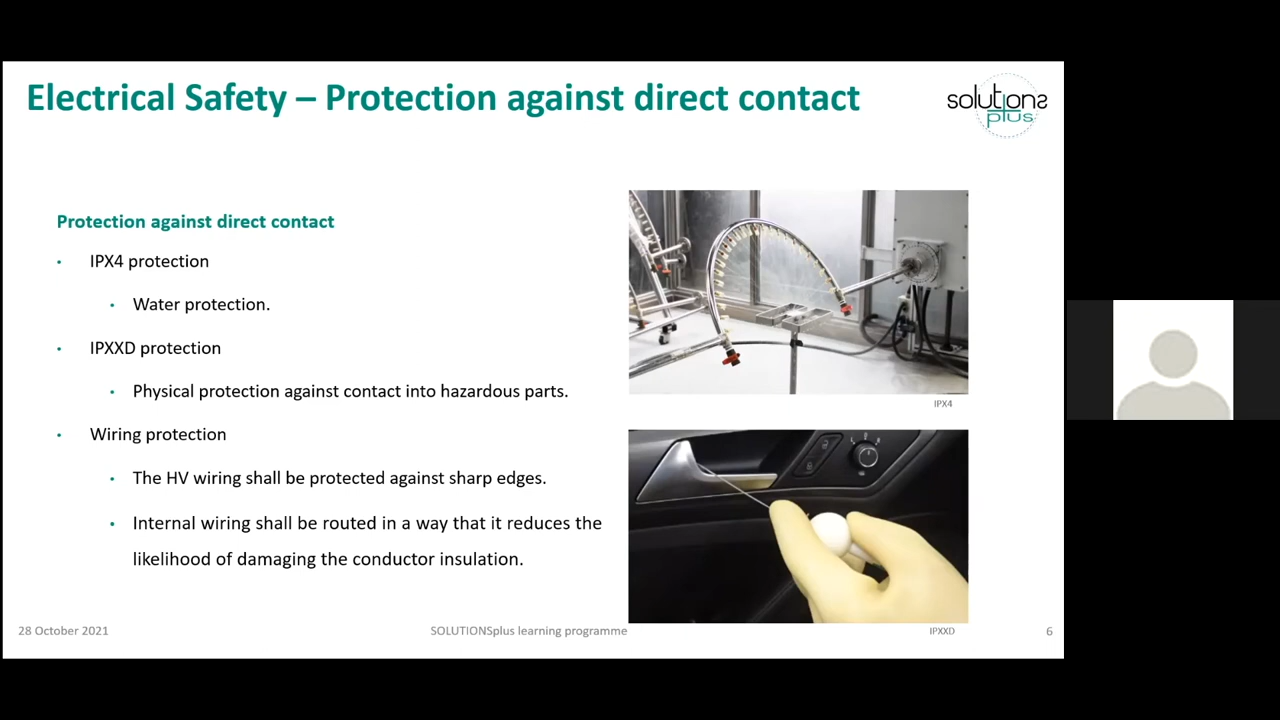 Electrical Safety – Protection against direct contact
solutions
plus
Protection against direct contact
• IPX4 protection
• Water protection.
• IPXXD protection
• Physical protection against contact into hazardous parts.
• Wiring protection
• The HV wiring shall be protected against sharp edges.
• Internal wiring shall be routed in a way that it reduces the
likelihood of damaging the conductor insulation.
IPX4
IPXXD
28 October 2021
SOLUTIONSplus learning programme
6